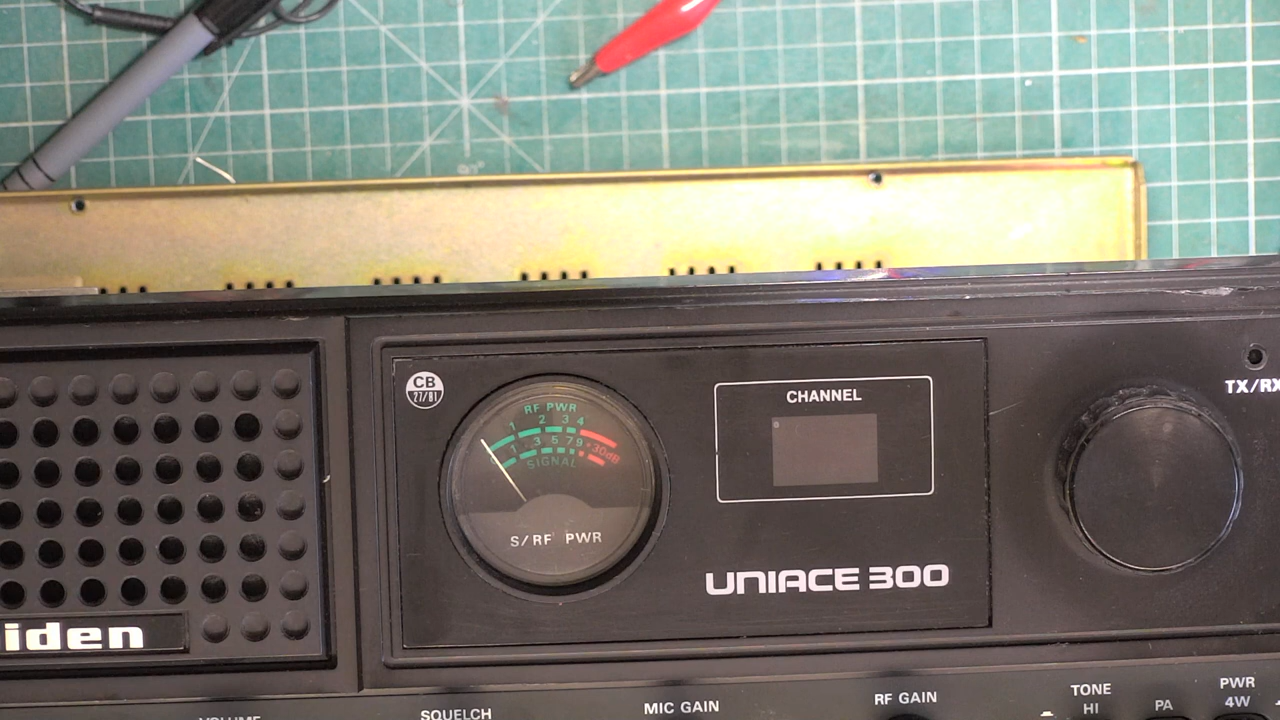 CB
27/81
RF PWR
1 2 3 4
1 3 5 7 9 +30dB
SIGNAL
S/RF PWR
CHANNEL
UNIACE 300
TX/RX
iden
VOLUME
SQUELCH
MIC GAIN
RF GAIN
TONE
HI
PA
PWR
4W